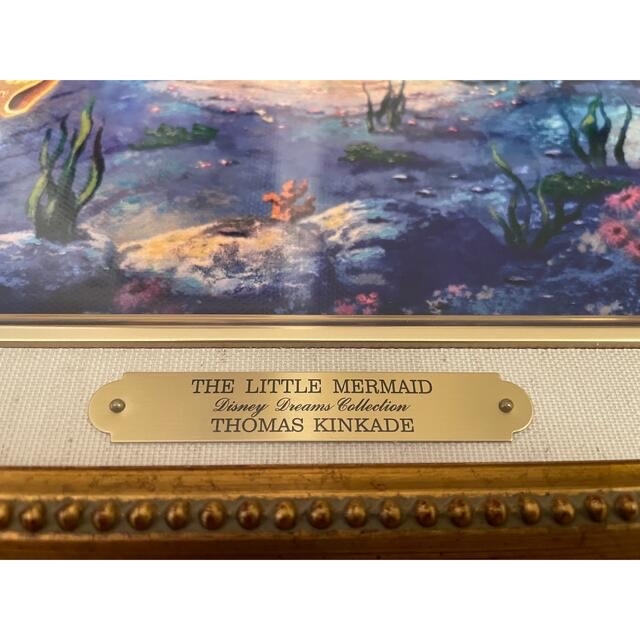 THE LITTLE MERMAID
Disney Dreams Collection
THOMAS KINKADE